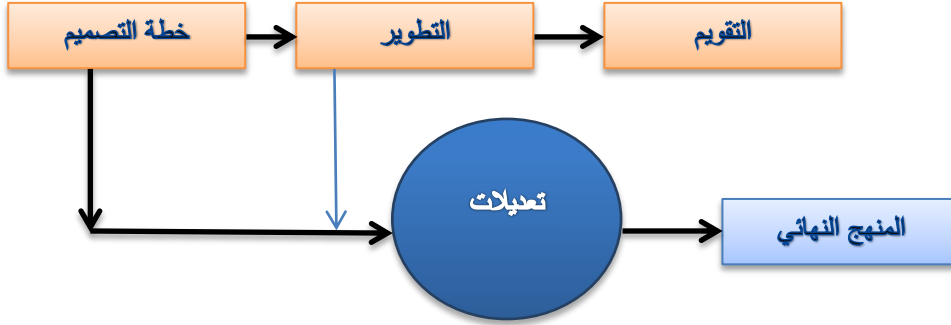 خطة التصميم
التطوير
التقويم
تعديلات
المنهج النهائي